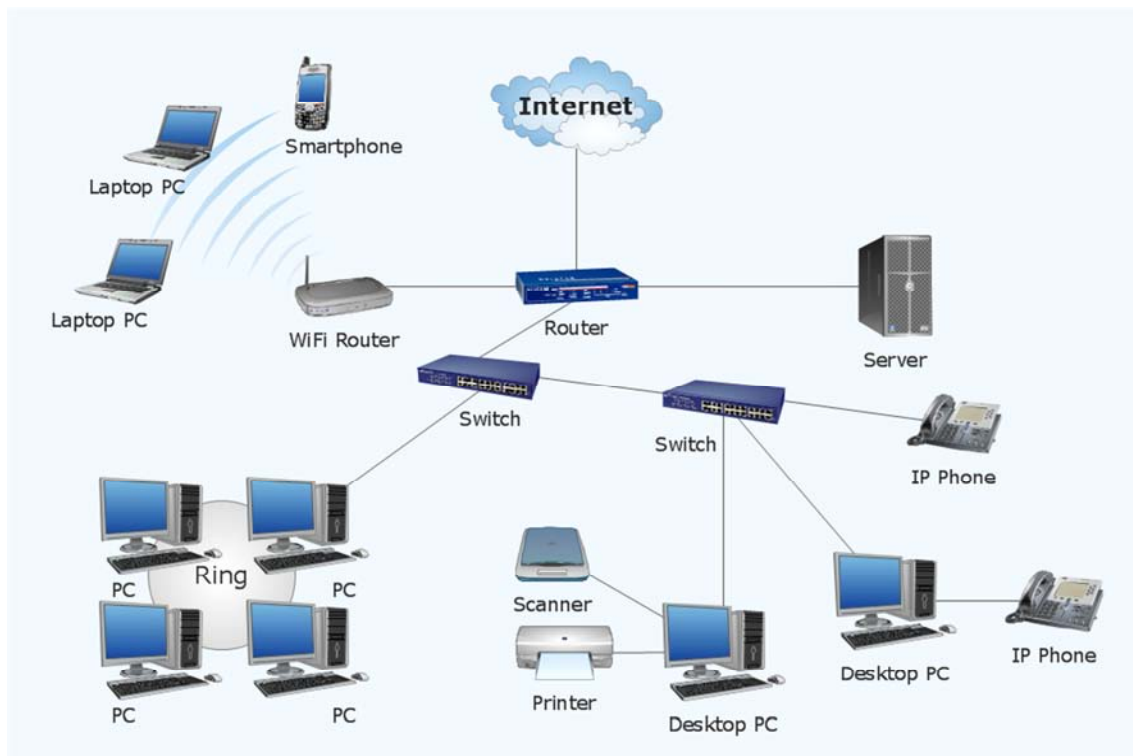 Internet
Smartphone
Laptop PC
Laptop PC
WiFi Router
Router
Server
Switch
Switch
IP Phone
Ring
PC
PC
PC
PC
Scanner
Printer
Desktop PC
Desktop PC
IP Phone